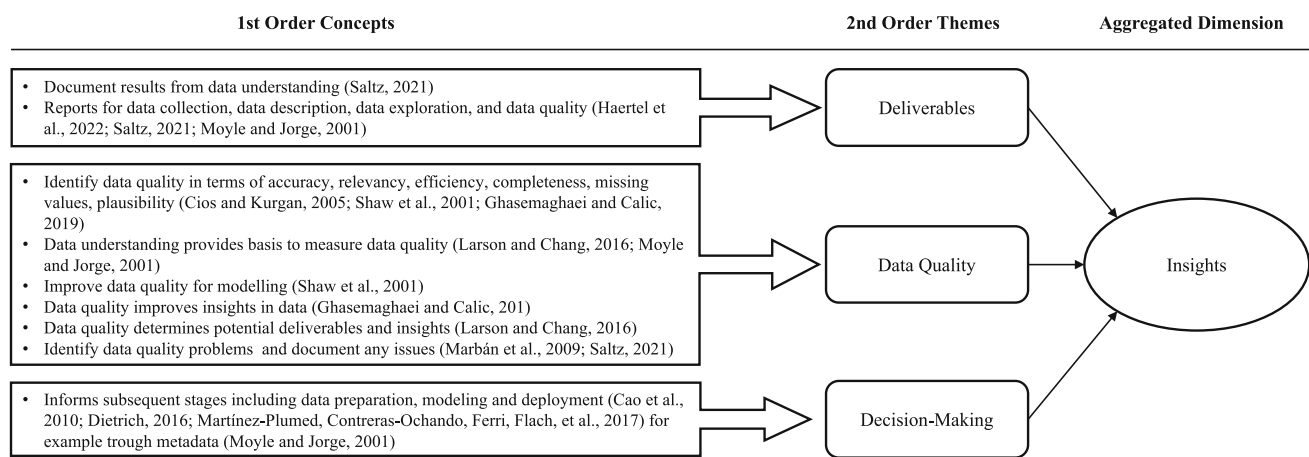 1st Order Concepts
2nd Order Themes
Aggregated Dimension
• Document results from data understanding (Saltz, 2021)
• Reports for data collection, data description, data exploration, and data quality (Haertel
et al., 2022; Saltz, 2021; Moyle and Jorge, 2001)
Deliverables
• Identify data quality in terms of accuracy, relevancy, efficiency, completeness, missing
values, plausibility (Cios and Kurgan, 2005; Shaw et al., 2001; Ghasemaghaei and Calic,
2019)
• Data understanding provides basis to measure data quality (Larson and Chang, 2016; Moyle
and Jorge, 2001)
• Improve data quality for modelling (Shaw et al., 2001)
• Data quality improves insights in data (Ghasemaghaei and Calic, 201)
• Data quality determines potential deliverables and insights (Larson and Chang, 2016)
• Identify data quality problems and document any issues (Marbán et al., 2009; Saltz, 2021)
Data Quality
Insights
• Informs subsequent stages including data preparation, modeling and deployment (Cao et al.,
2010; Dietrich, 2016; Martínez-Plumed, Contreras-Ochando, Ferri, Flach, et al., 2017) for
example trough metadata (Moyle and Jorge, 2001)
Decision-Making